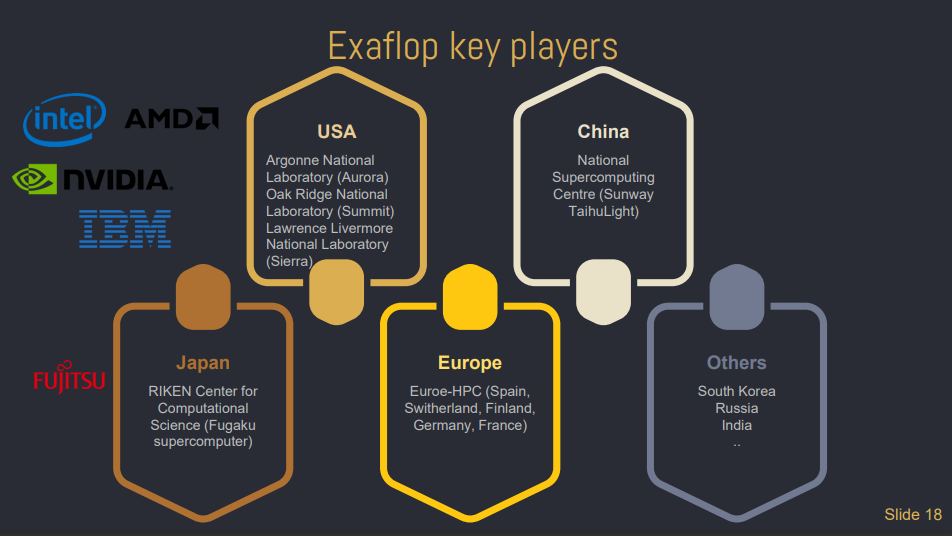 Exaflop key players
intel
AMD
NVIDIA.
IBM
USA
Argonne National
Laboratory (Aurora)
Oak Ridge National
Laboratory (Summit)
Lawrence Livermore
National Laboratory
(Sierra)
China
National
Supercomputing
Centre (Sunway
TaihuLight)
FUJITSU
Japan
RIKEN Center for
Computational
Science (Fugaku
supercomputer)
Europe
Euroe-HPC (Spain,
Switherland, Finland,
Germany, France)
Others
South Korea
Russia
India
..
Slide 18